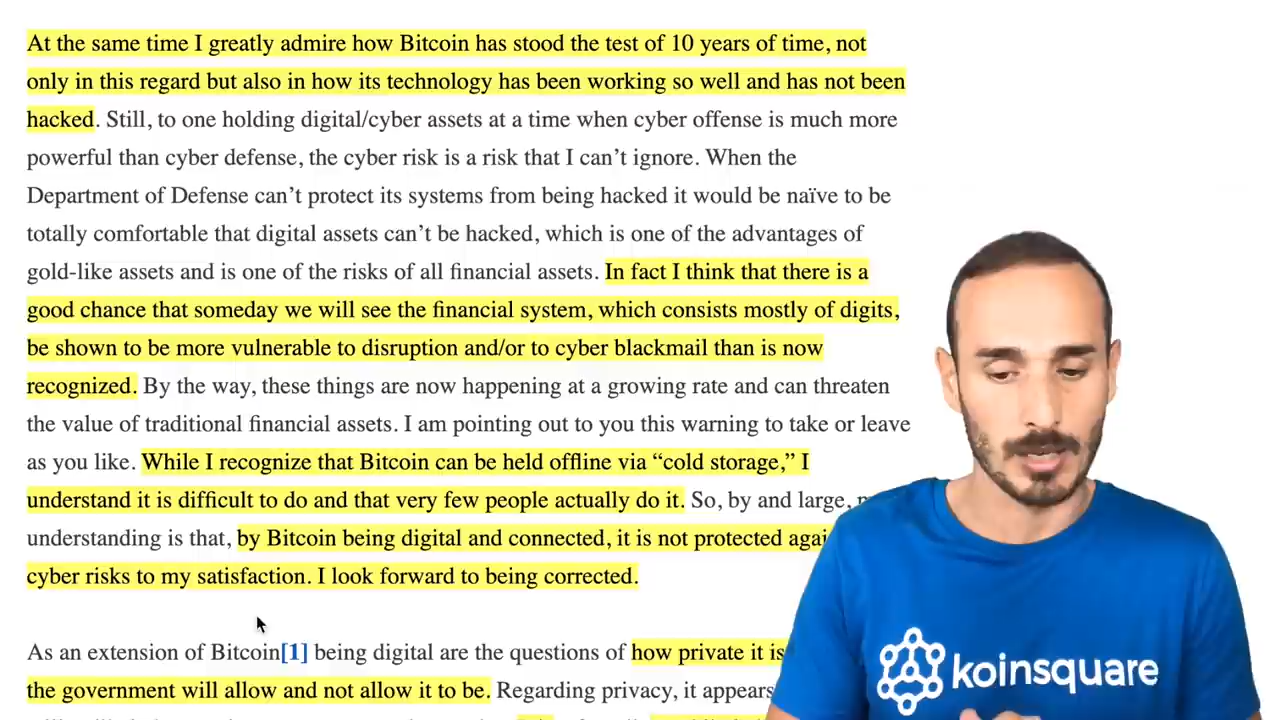 At the same time I greatly admire how Bitcoin has stood the test of 10 years of time, not
only in this regard but also in how its technology has been working so well and has not been
hacked. Still, to one holding digital/cyber assets at a time when cyber offense is much more
powerful than cyber defense, the cyber risk is a risk that I can’t ignore. When the
Department of Defense can’t protect its systems from being hacked it would be naïve to be
totally comfortable that digital assets can’t be hacked, which is one of the advantages of
gold-like assets and is one of the risks of all financial assets. In fact I think that there is a
good chance that someday we will see the financial system, which consists mostly of digits,
be shown to be more vulnerable to disruption and/or to cyber blackmail than is now
recognized. By the way, these things are now happening at a growing rate and can threaten
the value of traditional financial assets. I am pointing out to you this warning to take or leave
as you like. While I recognize that Bitcoin can be held offline via “cold storage,” I
understand it is difficult to do and that very few people actually do it. So, by and large,
understanding is that, by Bitcoin being digital and connected, it is not protected
cyber risks to my satisfaction. I look forward to being corrected.
As an extension of Bitcoin[1] being digital are the questions of how private it is
the government will allow and not allow it to be. Regarding privacy, it appears
koinsquare